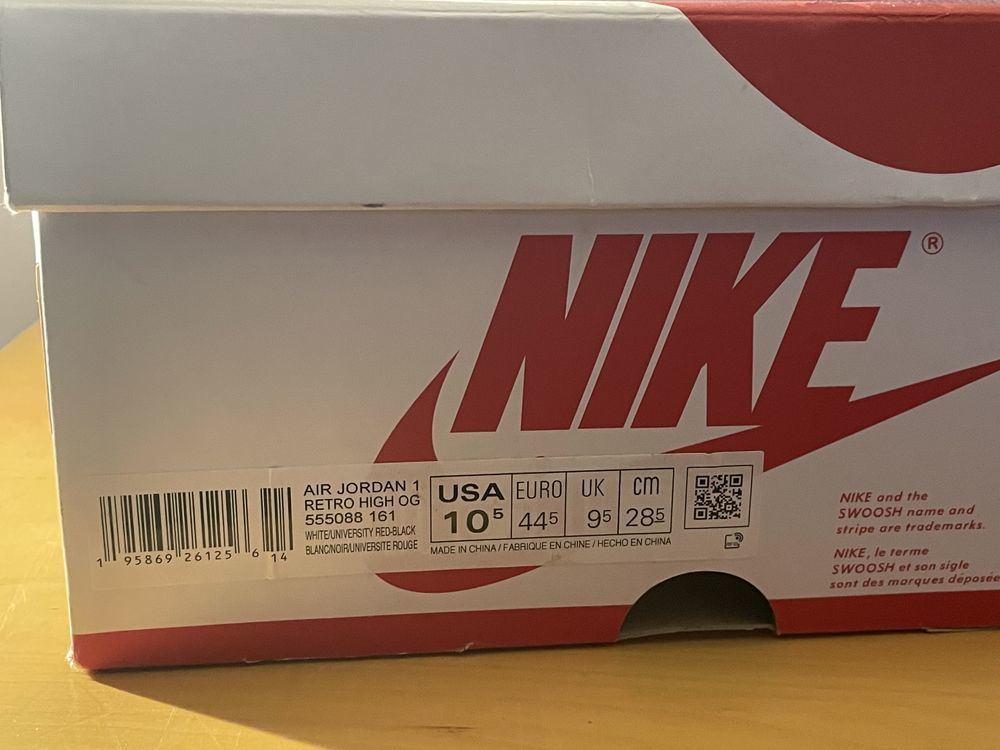 NIKE ®
1 95869 26125 6 14
AIR JORDAN 1
RETRO HIGH OG
555088 161
WHITE/UNIVERSITY RED-BLACK
BLANC/NOIR/UNIVERSITE ROUGE
USA EURO UK cm
10⁵ 44⁵ 9⁵ 28⁵
MADE IN CHINA / FABRIQUE EN CHINE / HECHO EN CHINA
NIKE and the
SWOOSH name and
stripe are trademarks.
NIKE, le terme
SWOOSH et son sigle
sont des marques déposée